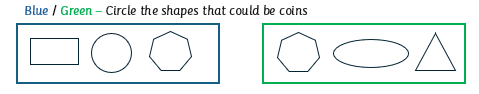 Blue / Green – Circle the shapes that could be coins